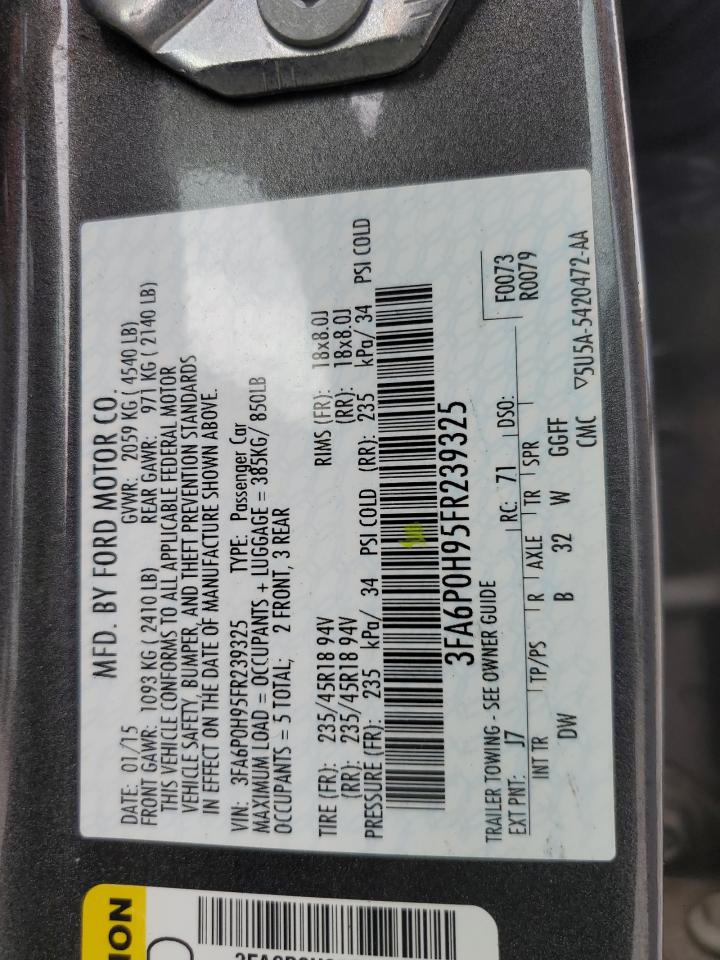 MFD. BY FORD MOTOR CO.
DATE: 01/15 GVWR: 2059 KG ( 4540 LB)
FRONT GAWR: 1093 KG ( 2410 LB) REAR GAWR: 971 KG ( 2140 LB)
THIS VEHICLE CONFORMS TO ALL APPLICABLE FEDERAL MOTOR
VEHICLE SAFETY, BUMPER, AND THEFT PREVENTION STANDARDS
IN EFFECT ON THE DATE OF MANUFACTURE SHOWN ABOVE.
VIN: 3FA6P0H95FR239325 TYPE: Passenger Car
MAXIMUM LOAD = OCCUPANTS + LUGGAGE = 385KG/ 850LB
OCCUPANTS = 5 TOTAL; 2 FRONT, 3 REAR
TIRE (FR): 235/45R18 94V RIMS (FR): 18x8.0J
(RR): 235/45R18 94V (RR): 18x8.0J
PRESSURE (FR): 235 kPa/ 34 PSI COLD (RR): 235 kPa/ 34 PSI COLD
3FA6P0H95FR239325
TRAILER TOWING - SEE OWNER GUIDE F0073
EXT PNT: J7 RC: 71 DSO: R0079
INT TR TP/PS R AXLE TR SPR
DW B 32 W GGFF
CMC ▽5U5A-5420472-AA